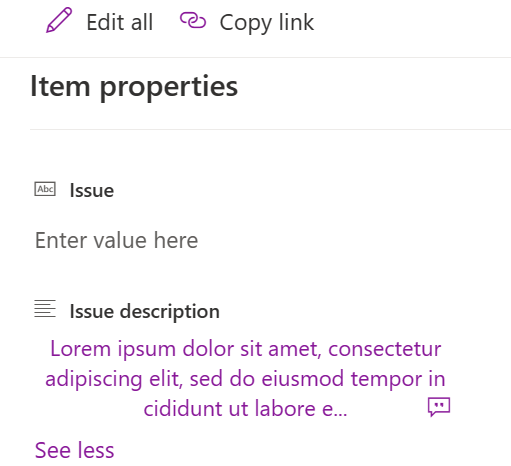 Edit all Copy link
Item properties
Abc Issue
Enter value here
Issue description
Lorem ipsum dolor sit amet, consectetur
adipiscing elit, sed do eiusmod tempor in
cididunt ut labore e...
See less